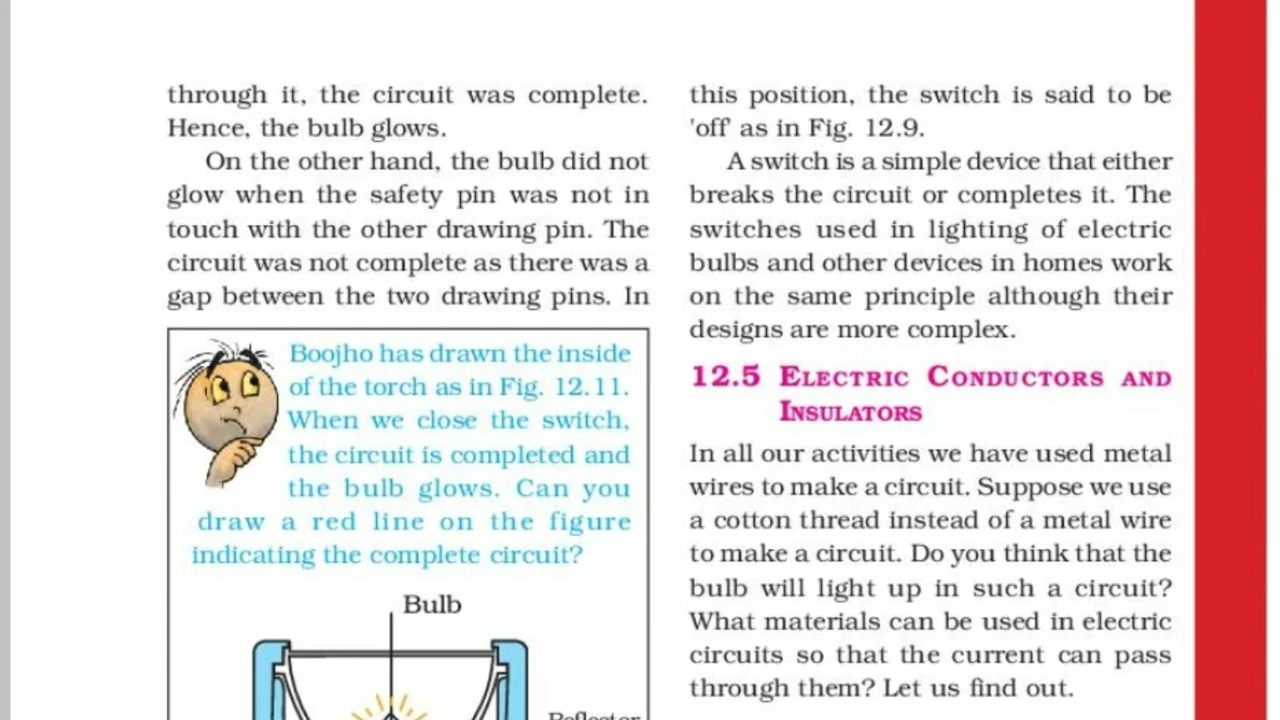 through it, the circuit was complete.
Hence, the bulb glows.
On the other hand, the bulb did not
glow when the safety pin was not in
touch with the other drawing pin. The
circuit was not complete as there was a
gap between the two drawing pins. In
Boojho has drawn the inside
of the torch as in Fig. 12.11.
When we close the switch,
the circuit is completed and
the bulb glows. Can you
draw a red line on the figure
indicating the complete circuit?
Bulb
Reflector
this position, the switch is said to be
'off' as in Fig. 12.9.
A switch is a simple device that either
breaks the circuit or completes it. The
switches used in lighting of electric
bulbs and other devices in homes work
on the same principle although their
designs are more complex.
12.5 ELECTRIC CONDUCTORS AND
INSULATORS
In all our activities we have used metal
wires to make a circuit. Suppose we use
a cotton thread instead of a metal wire
to make a circuit. Do you think that the
bulb will light up in such a circuit?
What materials can be used in electric
circuits so that the current can pass
through them? Let us find out.